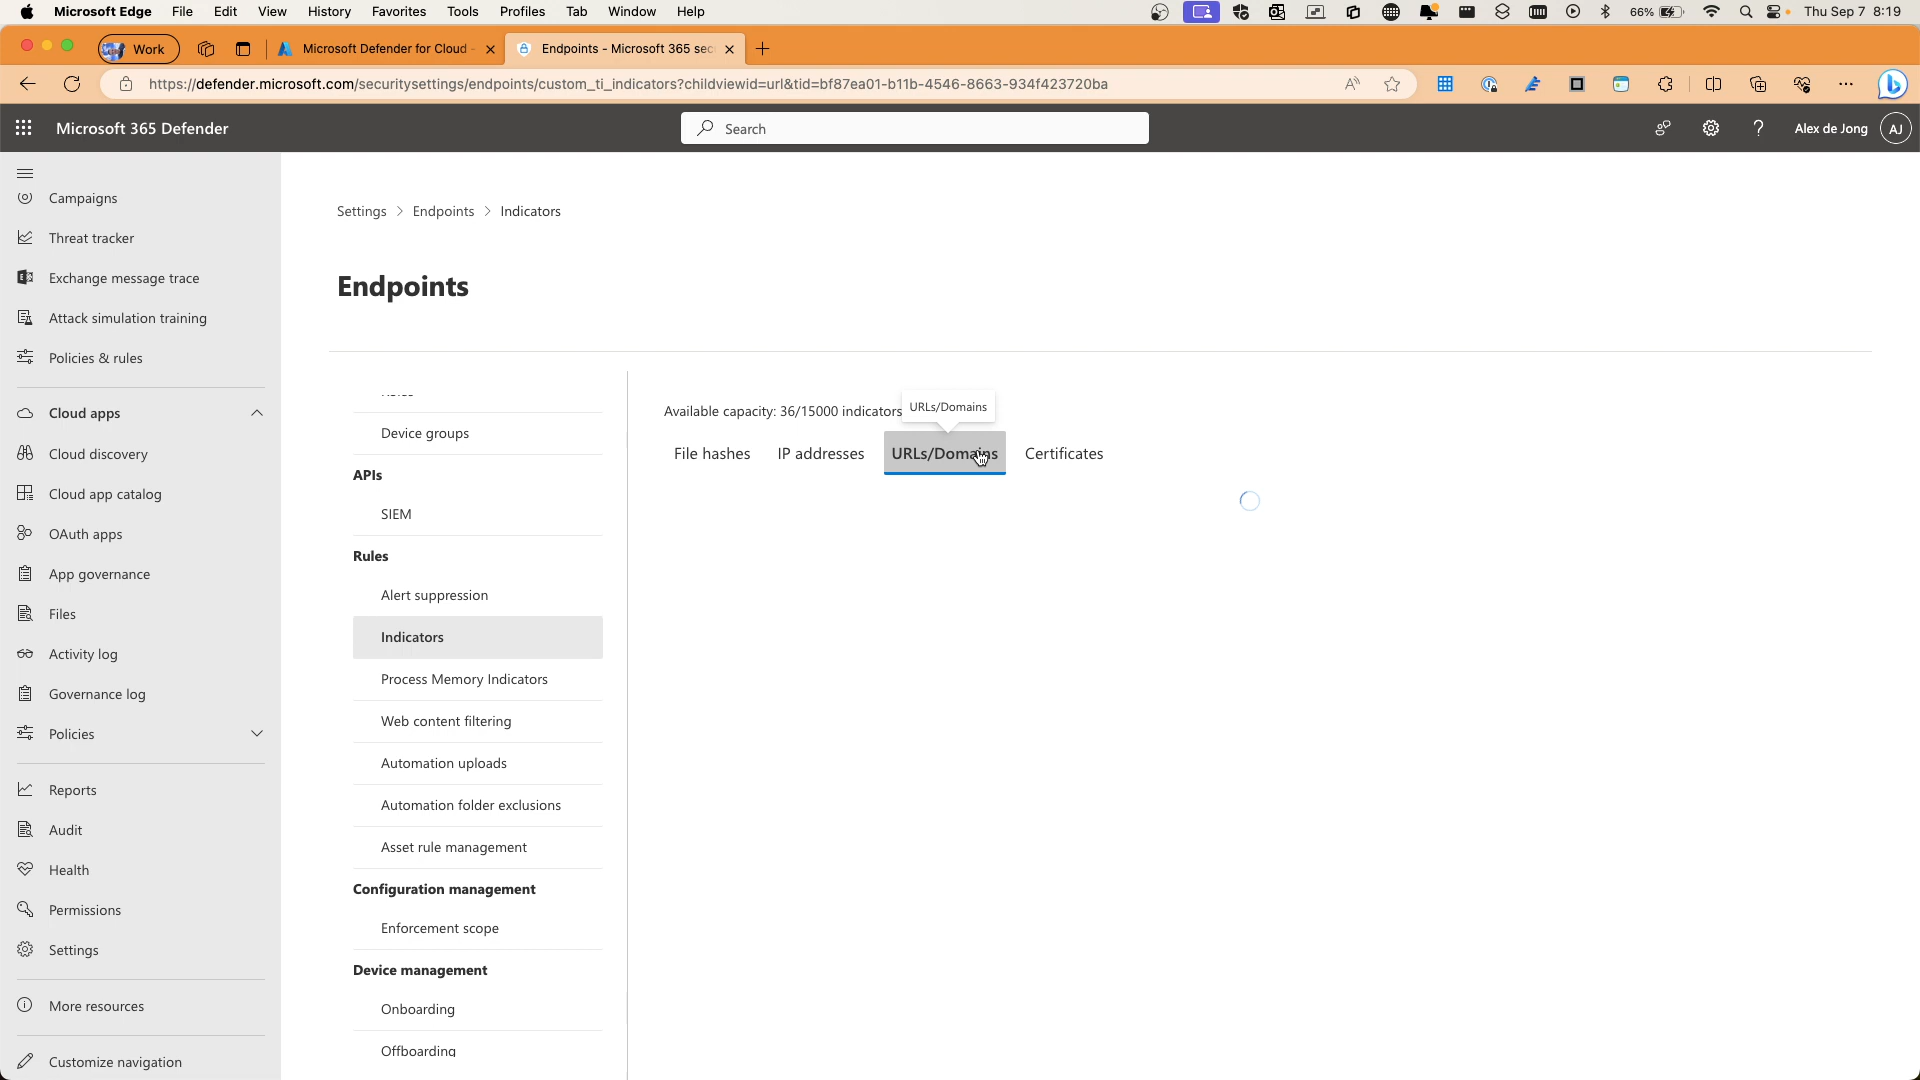 Microsoft Edge File Edit View History Favorites Tools Profiles Tab Window Help 66% Thu Sep 7 8:19
Work Microsoft Defender for Cloud - Endpoints - Microsoft 365 sec
https://defender.microsoft.com/securitysettings/endpoints/custom_ti_indicators?childviewid=url&tid=bf87ea01-b11b-4546-8663-934f423720ba
Microsoft 365 Defender Search Alex de Jong AJ
Campaigns
Threat tracker
Exchange message trace
Attack simulation training
Policies & rules
Cloud apps
Cloud discovery
Cloud app catalog
OAuth apps
App governance
Files
Activity log
Governance log
Policies
Reports
Audit
Health
Permissions
Settings
More resources
Customize navigation
Settings > Endpoints > Indicators
Endpoints
Device groups
APIs
SIEM
Rules
Alert suppression
Indicators
Process Memory Indicators
Web content filtering
Automation uploads
Automation folder exclusions
Asset rule management
Configuration management
Enforcement scope
Device management
Onboarding
Offboarding
Available capacity: 36/15000 indicators
URLs/Domains
File hashes IP addresses URLs/Domains Certificates